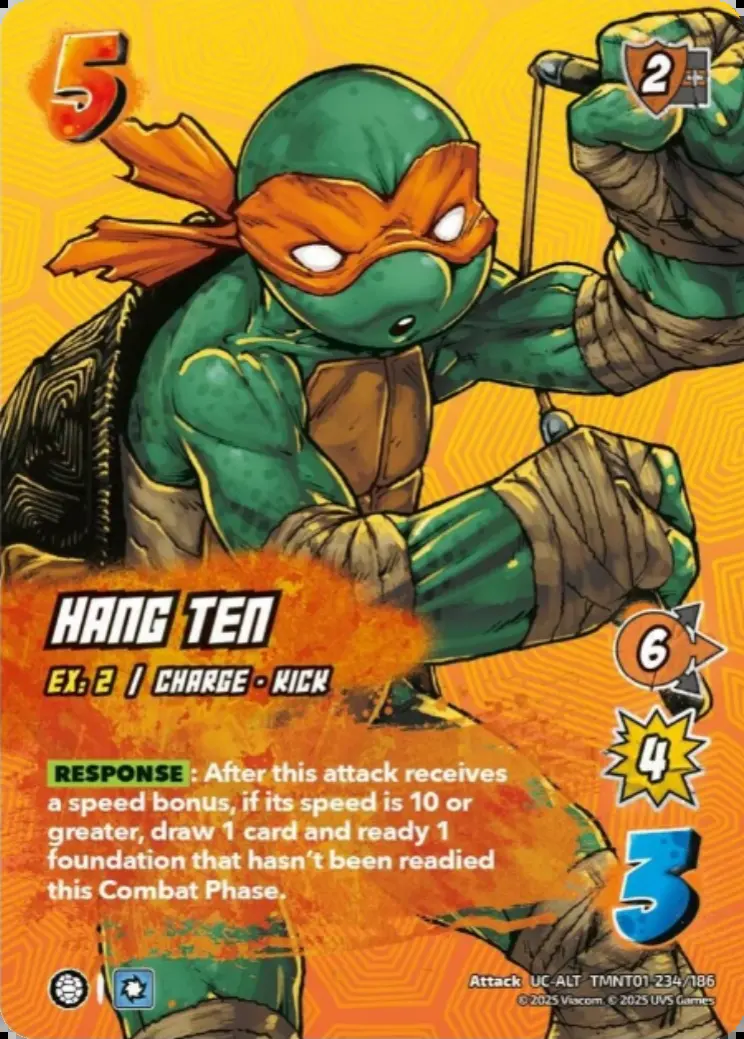 5
2
HANG TEN
EX: 2 / CHARGE • KICK
6
4
RESPONSE : After this attack receives
a speed bonus, if its speed is 10 or
greater, draw 1 card and ready 1
foundation that hasn't been readied
this Combat Phase.
3
Attack UC-ALT TMNT01 234/186
© 2025 Viacom. © 2025 UVS Games